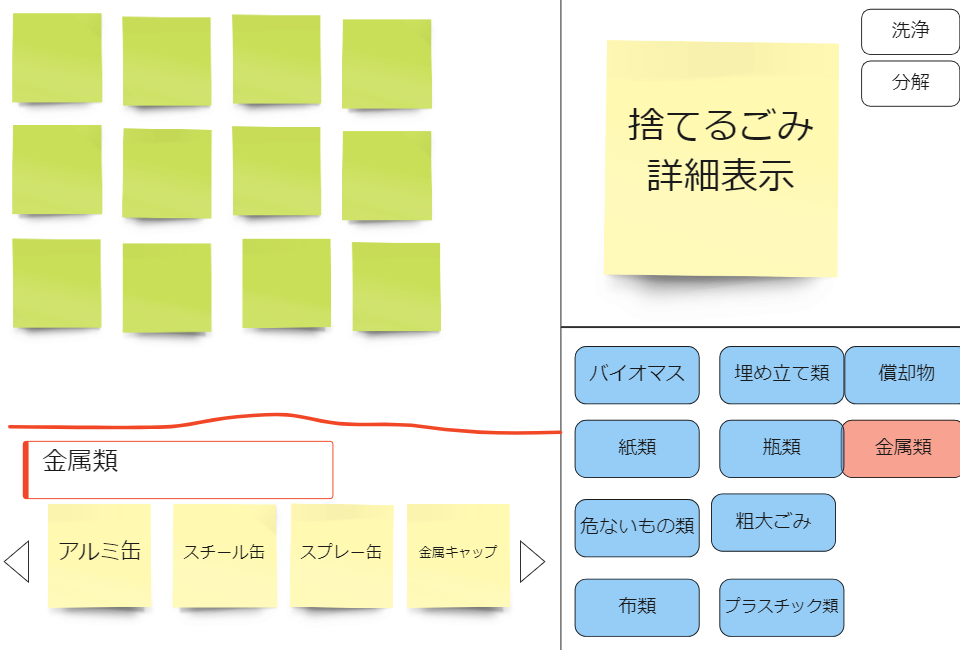 洗浄
分解
捨てるごみ
詳細表示
バイオマス
埋め立て類
償却物
紙類
瓶類
金属類
危ないもの類
粗大ごみ
布類
プラスチック類
金属類
アルミ缶
スチール缶
スプレー缶
金属キャップ